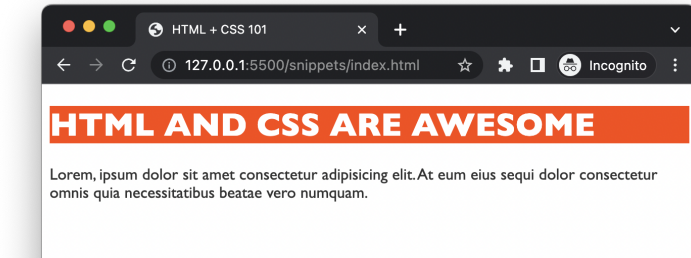 HTML + CSS 101
127.0.0.1:5500/snippets/index.html
Incognito
HTML AND CSS ARE AWESOME
Lorem, ipsum dolor sit amet consectetur adipisicing elit. At eum eius sequi dolor consectetur
omnis quia necessitatibus beatae vero numquam.